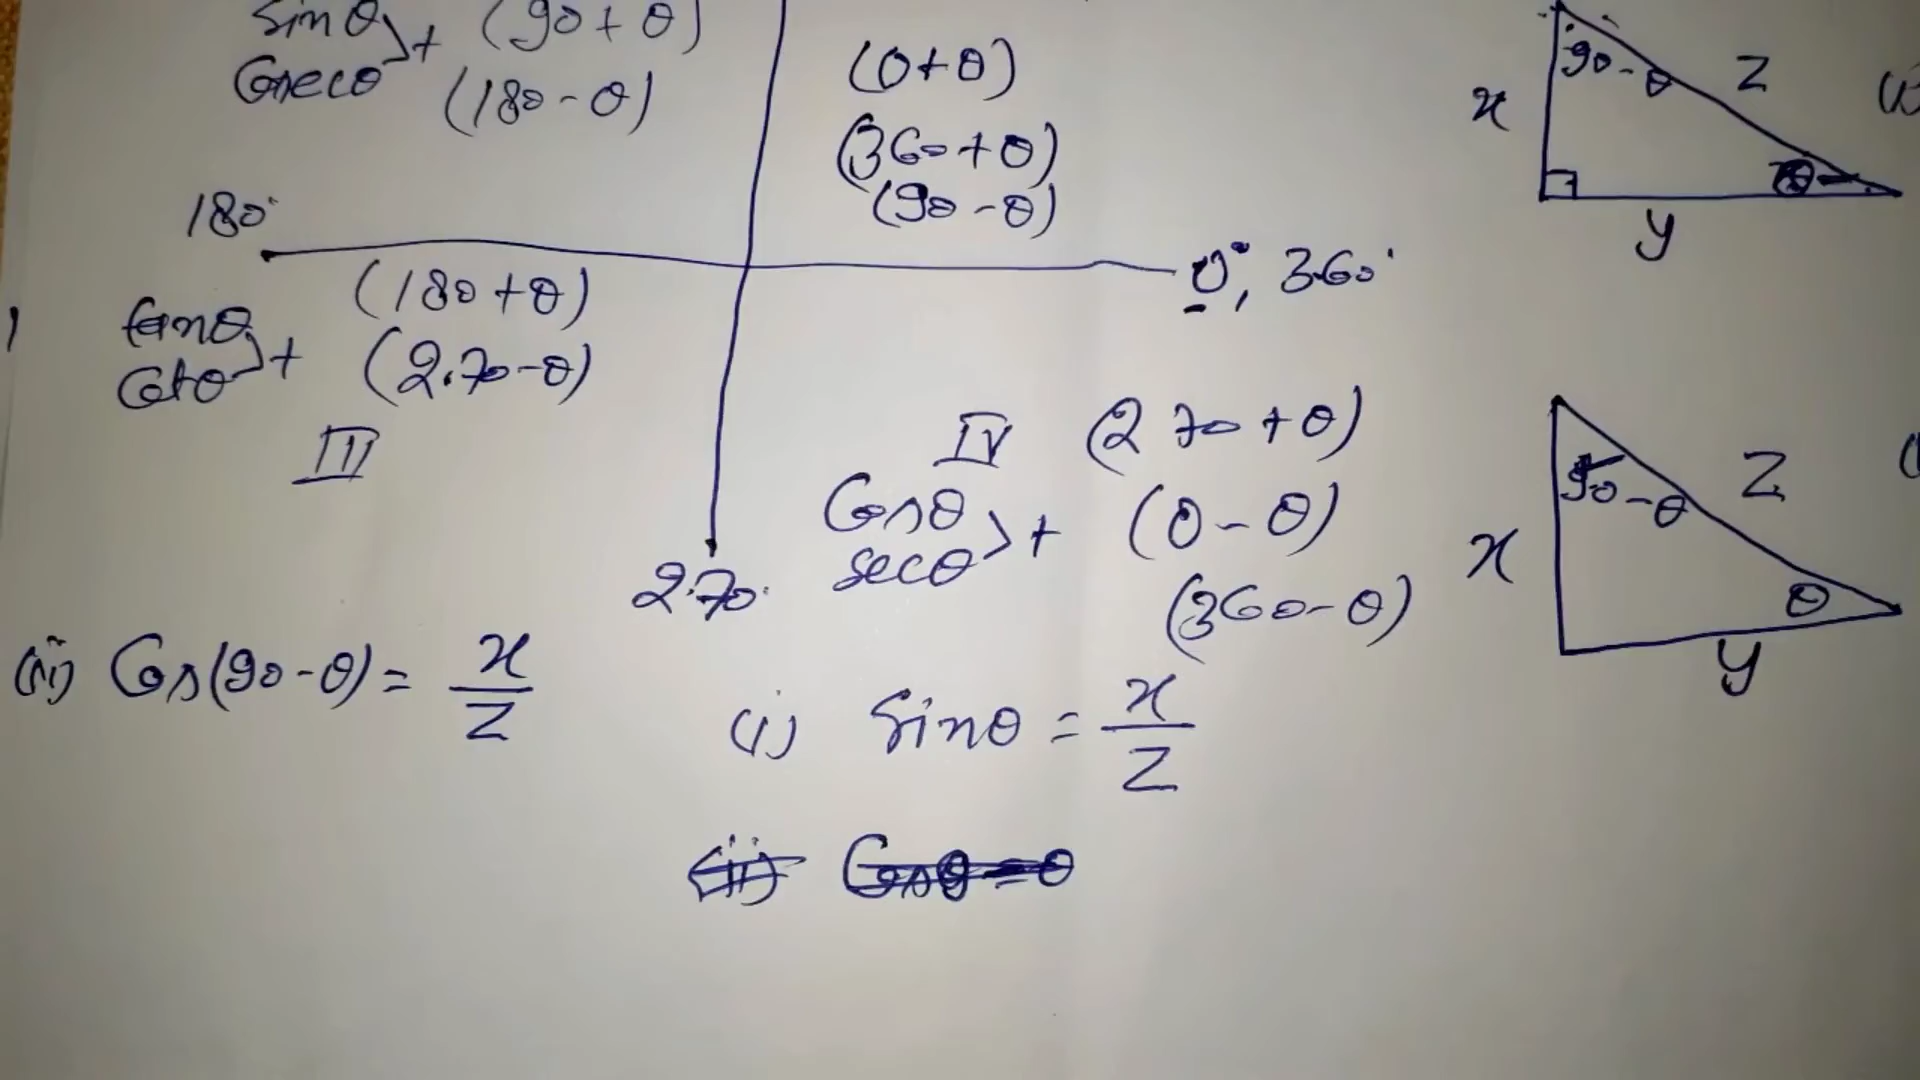 Sinθ
Cosecθ
+
(90+θ)
(180-θ)
(0+θ)
(360+θ)
(90-θ)
180°
0°, 360°
tanθ
Cotθ
+
(180+θ)
(270-θ)
III
IV
(270+θ)
Cosθ
secθ
+
(0-θ)
(360-θ)
270°
(ii) Cos(90-θ) = x/z
(i) Sinθ = x/z
90-θ
x
z
θ
y
90-θ
x
z
θ
y